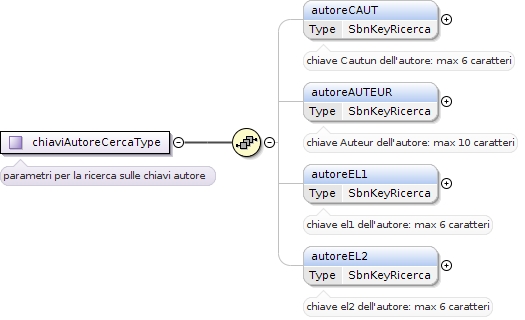 autoreCAUT
Type SbnKeyRicerca
chiave Cautun dell'autore: max 6 caratteri
autoreAUTEUR
Type SbnKeyRicerca
chiave Auteur dell'autore: max 10 caratteri
chiaviAutoreCercaType
parametri per la ricerca sulle chiavi autore
autoreEL1
Type SbnKeyRicerca
chiave el1 dell'autore: max 6 caratteri
autoreEL2
Type SbnKeyRicerca
chiave el2 dell'autore: max 6 caratteri